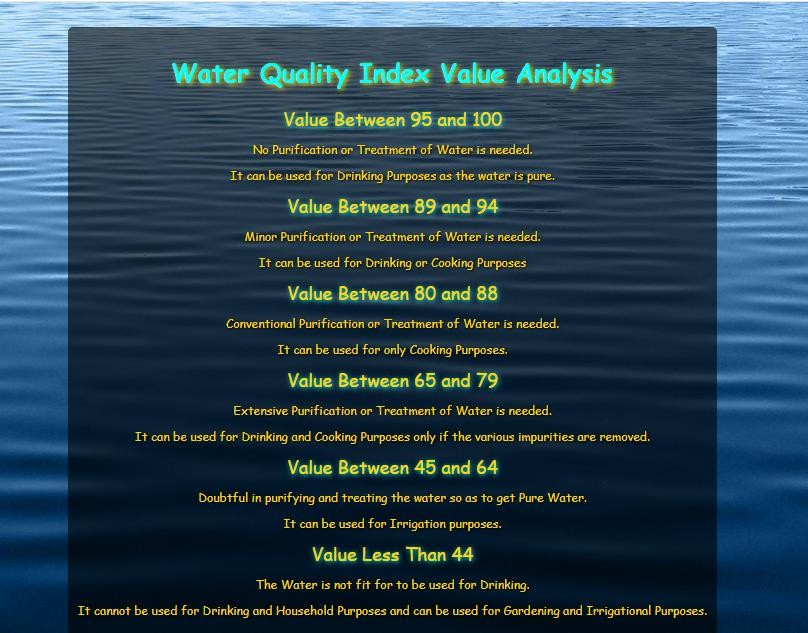 Water Quality Index Value Analysis
Value Between 95 and 100
No Purification or Treatment of Water is needed.
It can be used for Drinking Purposes as the water is pure.
Value Between 89 and 94
Minor Purification or Treatment of Water is needed.
It can be used for Drinking or Cooking Purposes
Value Between 80 and 88
Conventional Purification or Treatment of Water is needed.
It can be used for only Cooking Purposes.
Value Between 65 and 79
Extensive Purification or Treatment of Water is needed.
It can be used for Drinking and Cooking Purposes only if the various impurities are removed.
Value Between 45 and 64
Doubtful in purifying and treating the water so as to get Pure Water.
It can be used for Irrigation purposes.
Value Less Than 44
The Water is not fit for to be used for Drinking.
It cannot be used for Drinking and Household Purposes and can be used for Gardening and Irrigational Purposes.